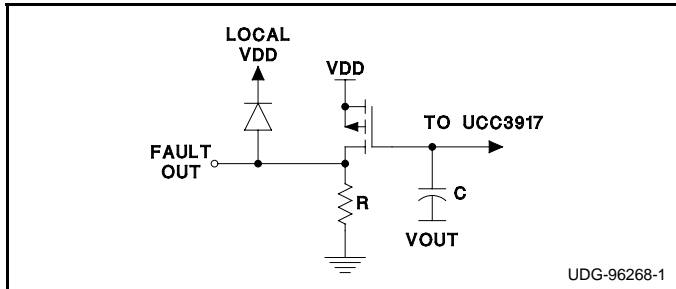 LOCAL
VDD
VDD
TO UCC3917
FAULT
OUT
R
C
VOUT
UDG-96268-1